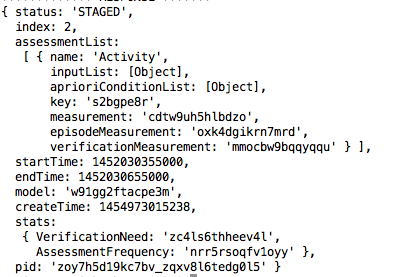 { status: 'STAGED',
index: 2,
assessmentList:
[ { name: 'Activity',
inputList: [Object],
aprioriConditionList: [Object],
key: 's2bgpe8r',
measurement: 'cdtw9uh5hlbdzo',
episodeMeasurement: 'oxk4dgikrn7mrd',
verificationMeasurement: 'mmocbw9bqqyqqu' } ],
startTime: 1452030355000,
endTime: 1452030655000,
model: 'w91gg2ftacpe3m',
createTime: 1454973015238,
stats:
{ VerificationNeed: 'zc4ls6thheev4l',
AssessmentFrequency: 'nrr5rsoqfv1oyy' },
pid: 'zoy7h5d19kc7bv_zqxv8l6tedg0l5' }